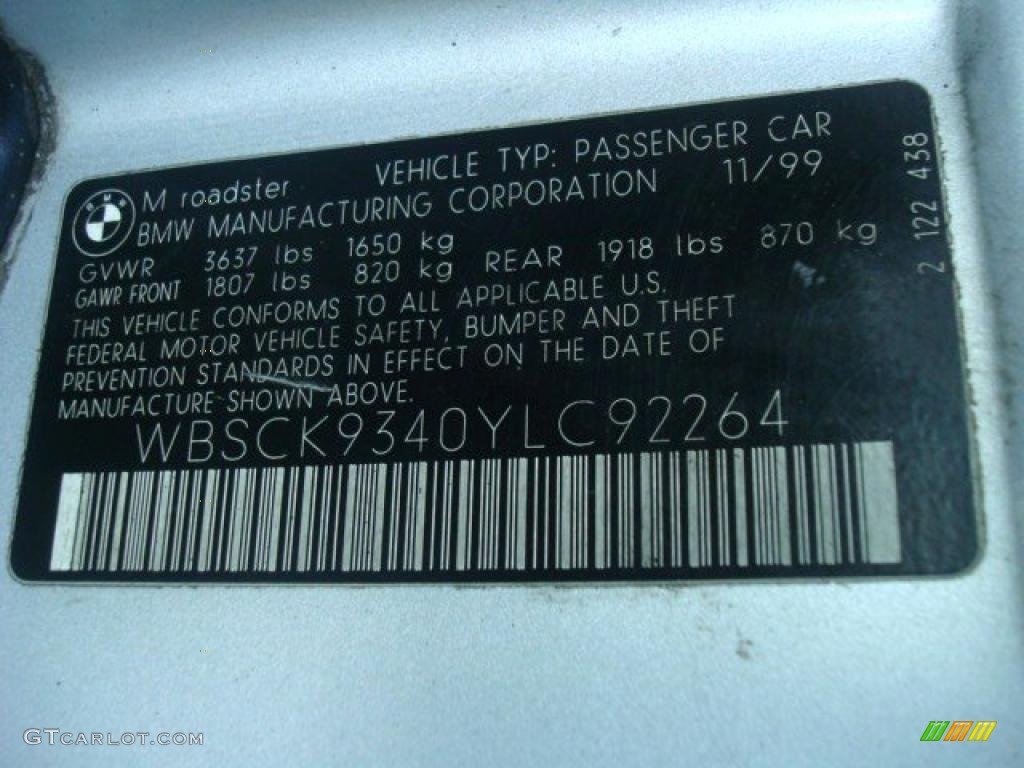 M roadster VEHICLE TYP: PASSENGER CAR
BMW MANUFACTURING CORPORATION 11/99
GVWR 3637 lbs 1650 kg
GAWR FRONT 1807 lbs 820 kg REAR 1918 lbs 870 kg
THIS VEHICLE CONFORMS TO ALL APPLICABLE U.S.
FEDERAL MOTOR VEHICLE SAFETY, BUMPER AND THEFT
PREVENTION STANDARDS IN EFFECT ON THE DATE OF
MANUFACTURE SHOWN ABOVE.
WBSCK9340YLC92264
2 122 438
BMW
GTCARLOT.COM